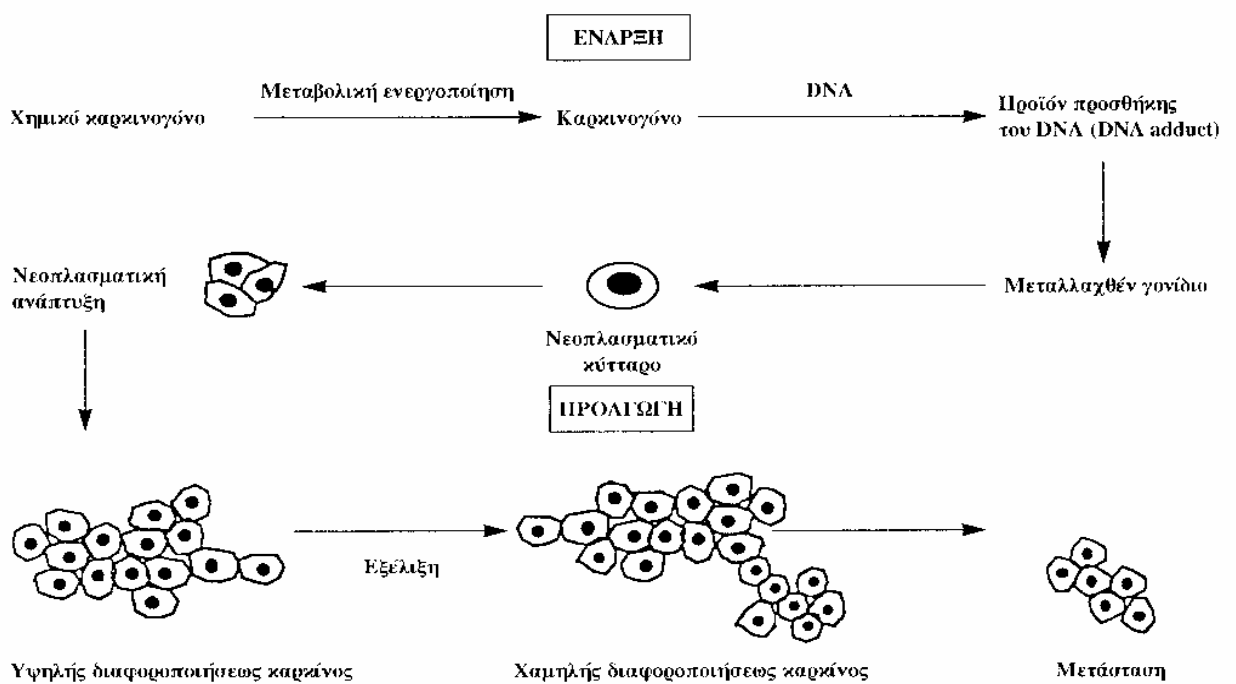 ΕΝΑΡΞΗ
Χημικό καρκινογόνο
Μεταβολική ενεργοποίηση
Καρκινογόνο
DNA
Προϊόν προσθήκης
του DNA (DNA adduct)
Νεοπλασματική
ανάπτυξη
Νεοπλασματικό
κύτταρο
Μεταλλαχθέν γονίδιο
ΠΡΟΑΓΩΓΗ
Εξέλιξη
Υψηλής διαφοροποιήσεως καρκίνος
Χαμηλής διαφοροποιήσεως καρκίνος
Μετάσταση